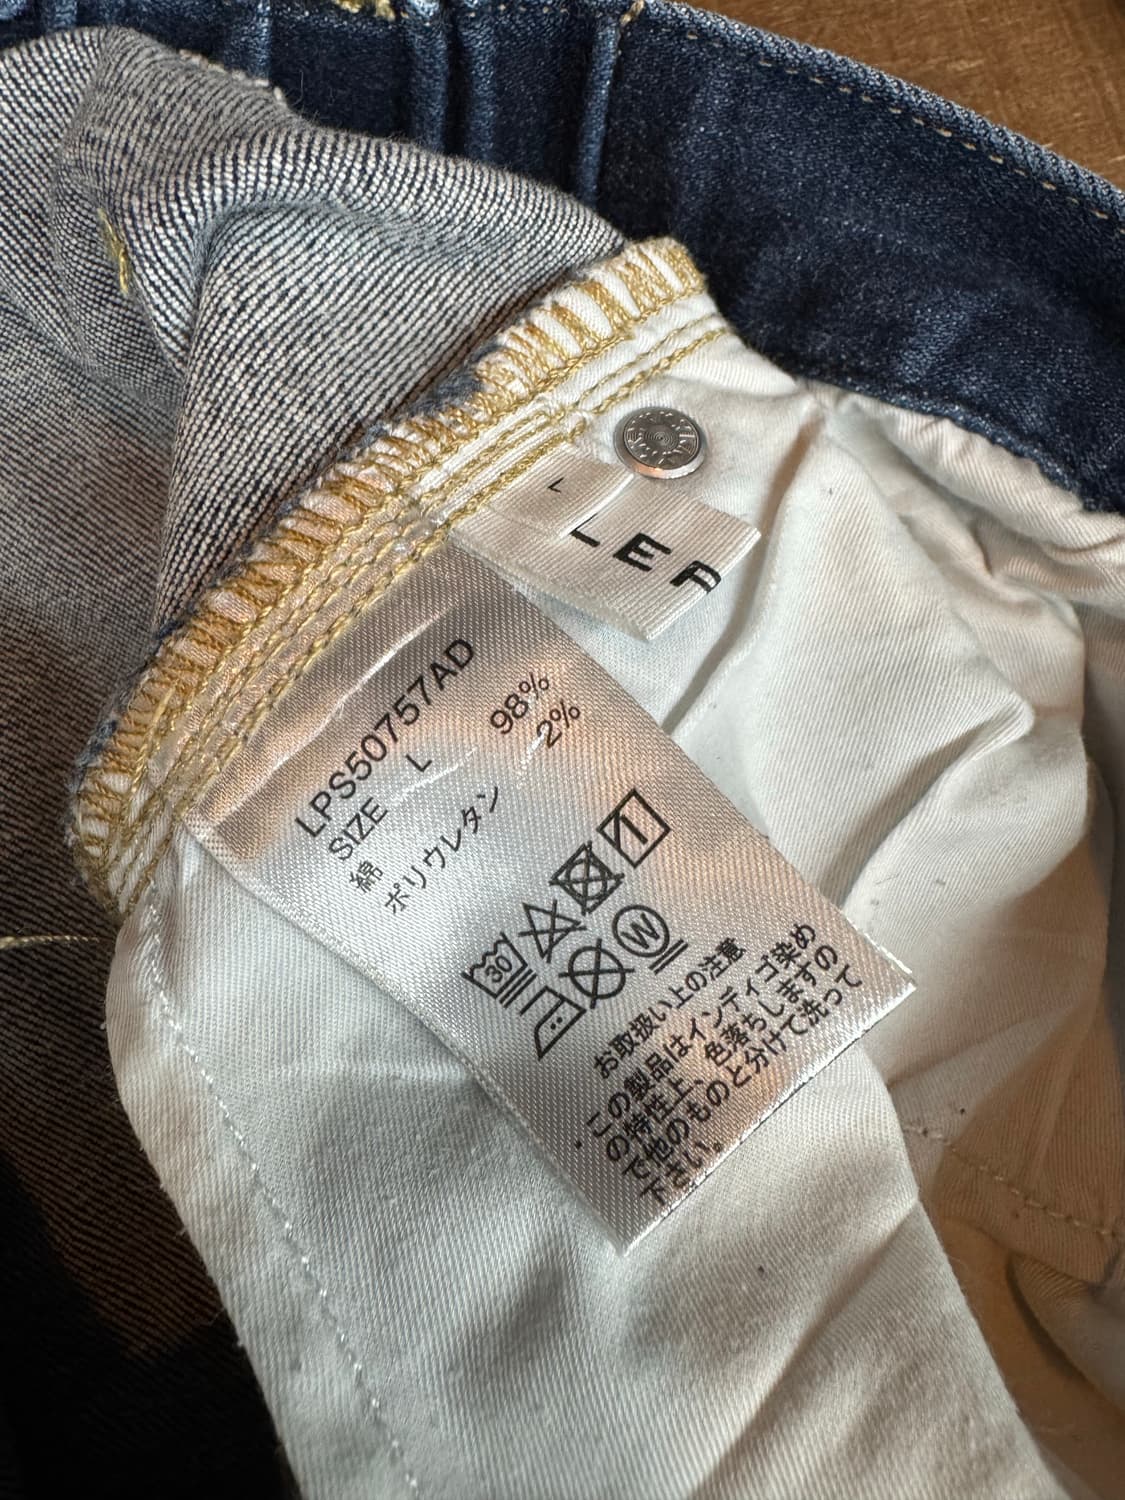 L
LEA
LPS50757AD
SIZE L
綿 98%
ポリウレタン 2%
30
W
お取扱い上の注意
・この製品はインディゴ染め
の特性上、色落ちしますの
で他のものと分けて洗って
下さい。